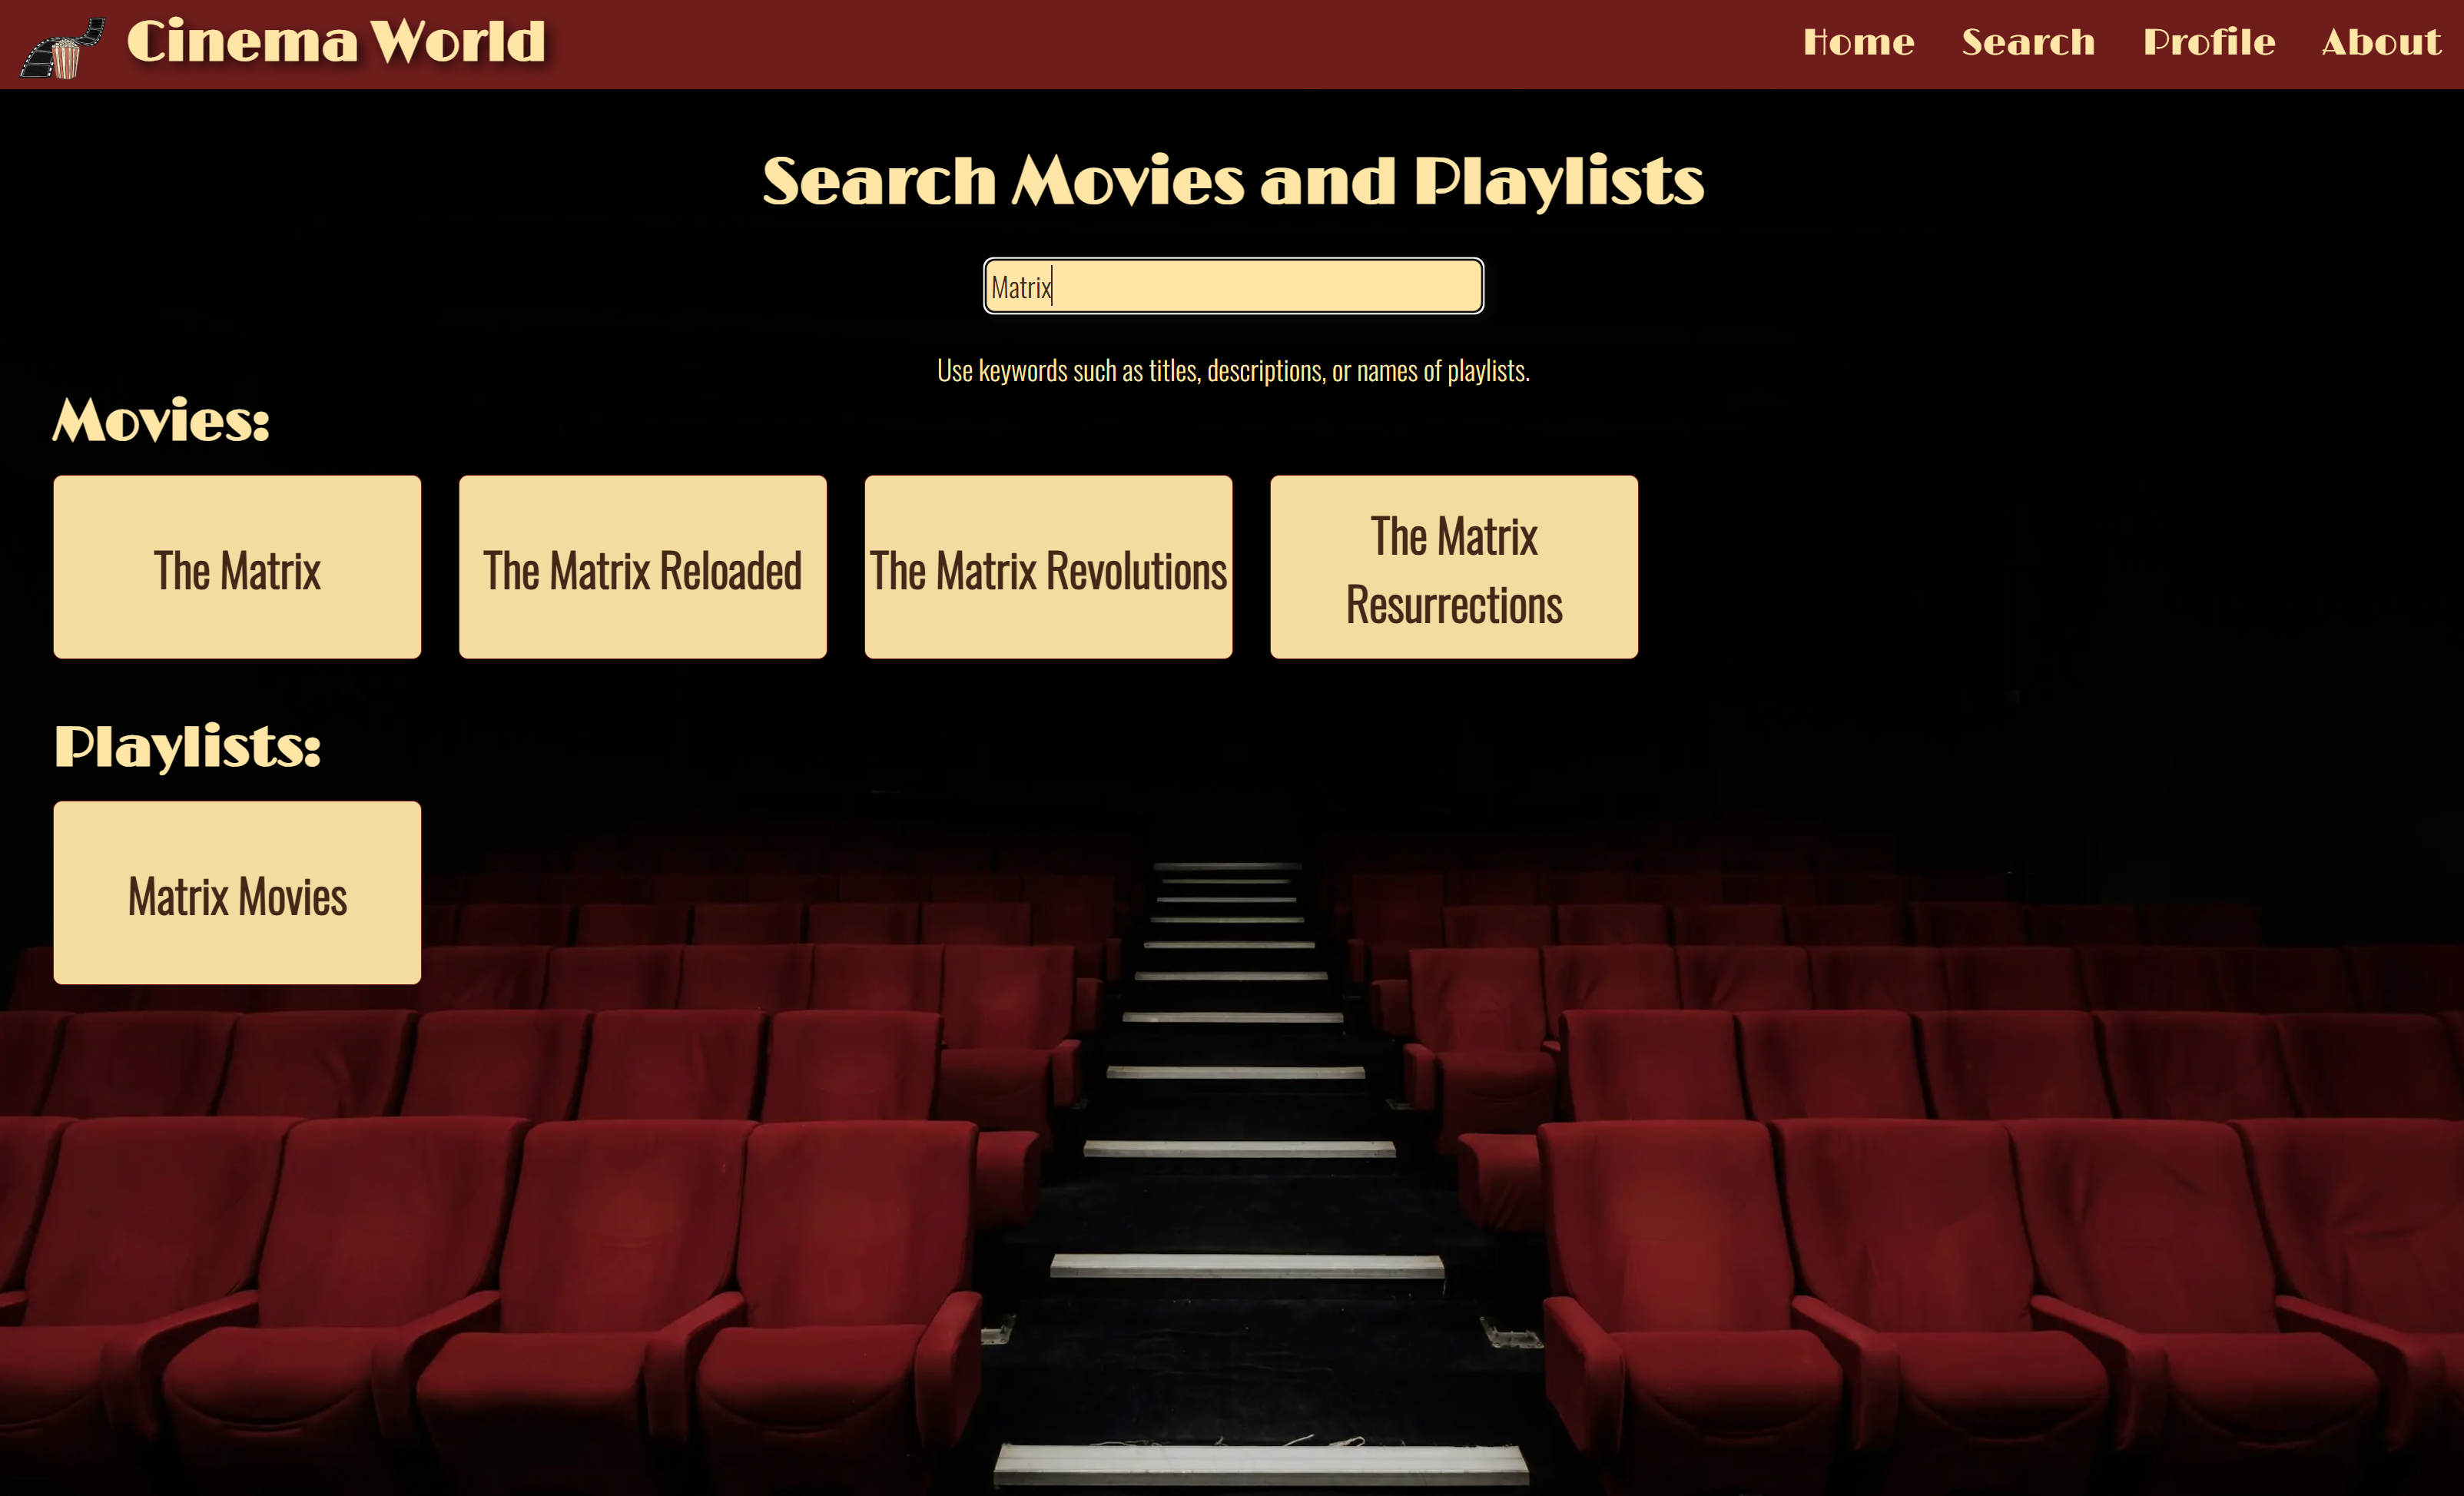 Cinema World
Home Search Profile About
Search Movies and Playlists
Matrix
Use keywords such as titles, descriptions, or names of playlists.
Movies:
The Matrix
The Matrix Reloaded
The Matrix Revolutions
The Matrix
Resurrections
Playlists:
Matrix Movies